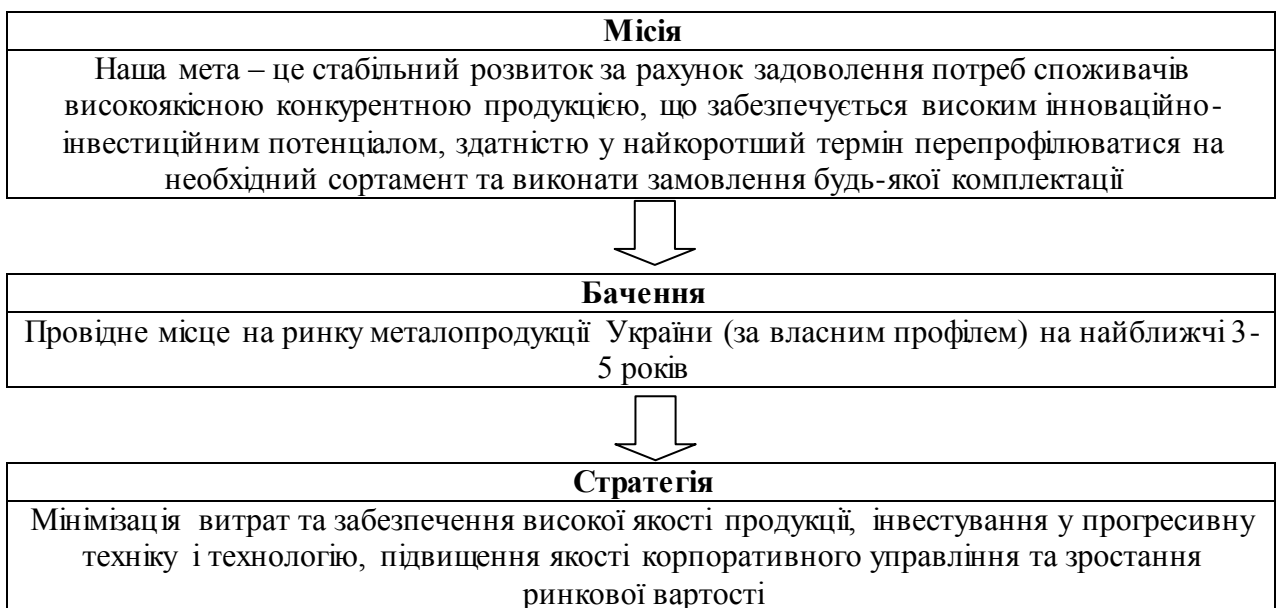 Місія
Наша мета – це стабільний розвиток за рахунок задоволення потреб споживачів
високоякісною конкурентною продукцією, що забезпечується високим інноваційно-
інвестиційним потенціалом, здатністю у найкоротший термін перепрофілюватися на
необхідний сортамент та виконати замовлення будь-якої комплектації
Бачення
Провідне місце на ринку металопродукції України (за власним профілем) на найближчі 3-
5 років
Стратегія
Мінімізація витрат та забезпечення високої якості продукції, інвестування у прогресивну
техніку і технологію, підвищення якості корпоративного управління та зростання
ринкової вартості